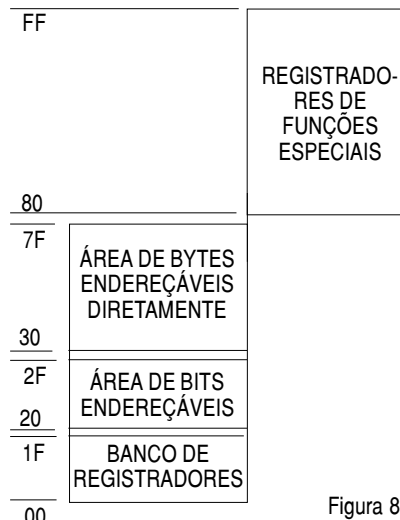 FF
REGISTRADO-
RES DE
FUNÇÕES
ESPECIAIS
80
7F
ÁREA DE BYTES
ENDEREÇÁVEIS
DIRETAMENTE
30
2F
ÁREA DE BITS
ENDEREÇÁVEIS
20
1F
BANCO DE
REGISTRADORES
00
Figura 8